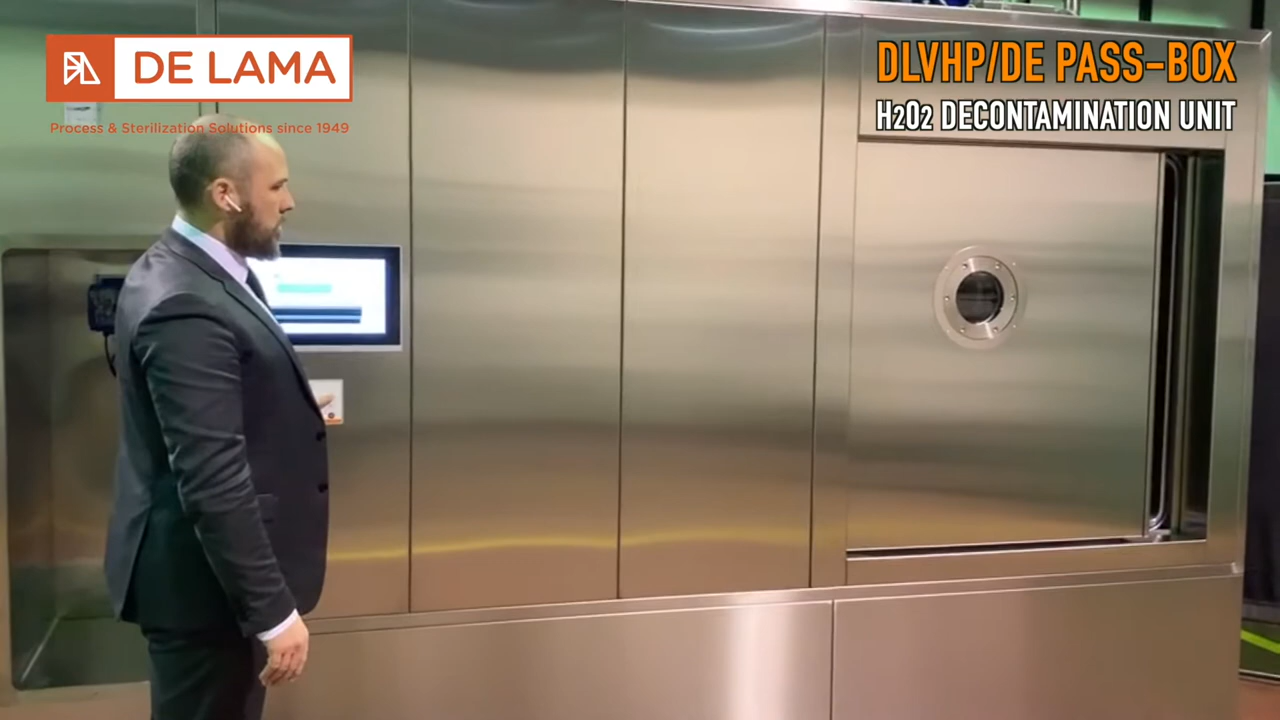 DE LAMA
Process & Sterilization Solutions since 1949
DLVHP/DE PASS-BOX
H2O2 DECONTAMINATION UNIT